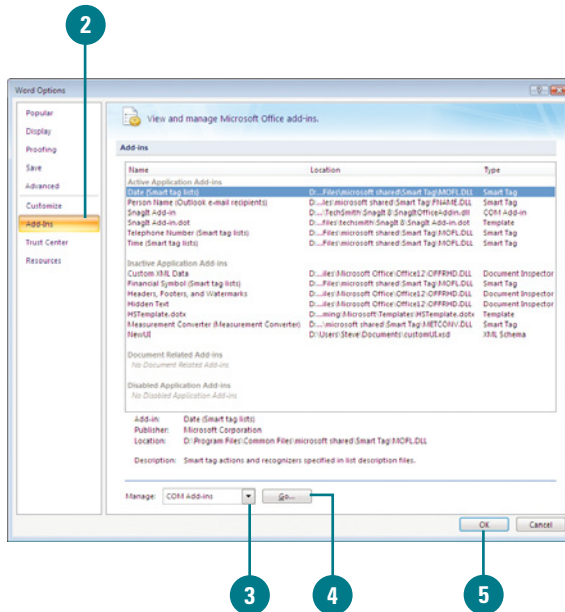 2
Word Options
Popular
Display
Proofing
Save
Advanced
Customize
Add-Ins
Trust Center
Resources
View and manage Microsoft Office add-ins.
Add-ins
Name Location Type
Active Application Add-ins
Date (Smart tag lists) D:...Files\microsoft shared\Smart Tag\MOFL.DLL Smart Tag
Person Name (Outlook e-mail recipients) D:...les\microsoft shared\Smart Tag\FNAME.DLL Smart Tag
SnagIt Add-in D:...\TechSmith\SnagIt 8\SnagItOfficeAddin.dll COM Add-in
SnagIt Add-in.dot D:...files\techsmith\SnagIt 8\SnagIt Add-in.dot Template
Telephone Number (Smart tag lists) D:...Files\microsoft shared\Smart Tag\MOFL.DLL Smart Tag
Time (Smart tag lists) D:...Files\microsoft shared\Smart Tag\MOFL.DLL Smart Tag
Inactive Application Add-ins
Custom XML Data D:...iles\Microsoft Office\Office12\OFFRHD.DLL Document Inspector
Financial Symbol (Smart tag lists) D:...Files\microsoft shared\Smart Tag\MOFL.DLL Smart Tag
Headers, Footers, and Watermarks D:...iles\Microsoft Office\Office12\OFFRHD.DLL Document Inspector
Hidden Text D:...iles\Microsoft Office\Office12\OFFRHD.DLL Document Inspector
HSTemplate.dotx D:...ming\Microsoft\Templates\HSTemplate.dotx Template
Measurement Converter (Measurement Converter) D:...\microsoft shared\Smart Tag\METCONV.DLL Smart Tag
NewUI D:\Users\Steve\Documents\customUI.xsd XML Schema
Document Related Add-ins
No Document Related Add-ins
Disabled Application Add-ins
No Disabled Application Add-ins
Add-in: Date (Smart tag lists)
Publisher: Microsoft Corporation
Location: D:\Program Files\Common Files\microsoft shared\Smart Tag\MOFL.DLL
Description: Smart tag actions and recognizers specified in list description files.
Manage: COM Add-ins Go...
OK Cancel
3 4 5